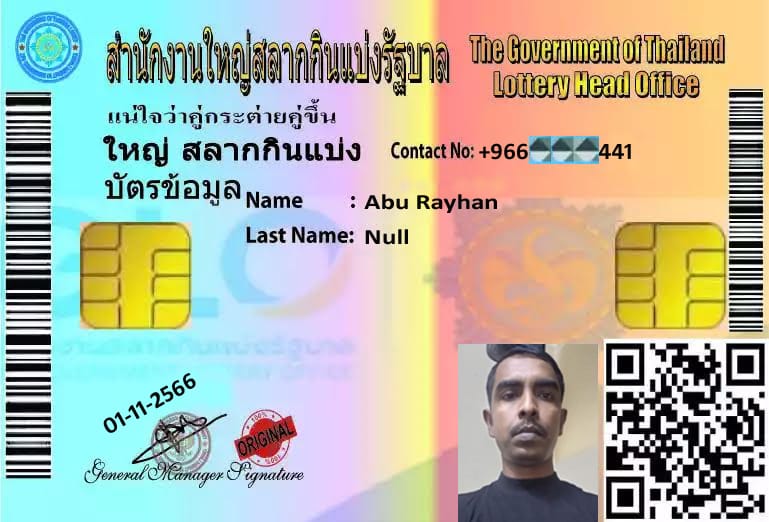 สำนักงานใหญ่สลากกินแบ่งรัฐบาล
The Government of Thailand
Lottery Head Office
แน่ใจว่าคู่กระต่ายคู่ขึ้น
ใหญ่ สลากกินแบ่ง
Contact No: +966 441
บัตรข้อมูล
Name : Abu Rayhan
Last Name: Null
01-11-2566
100%
ORIGINAL
100%
General Manager Signature